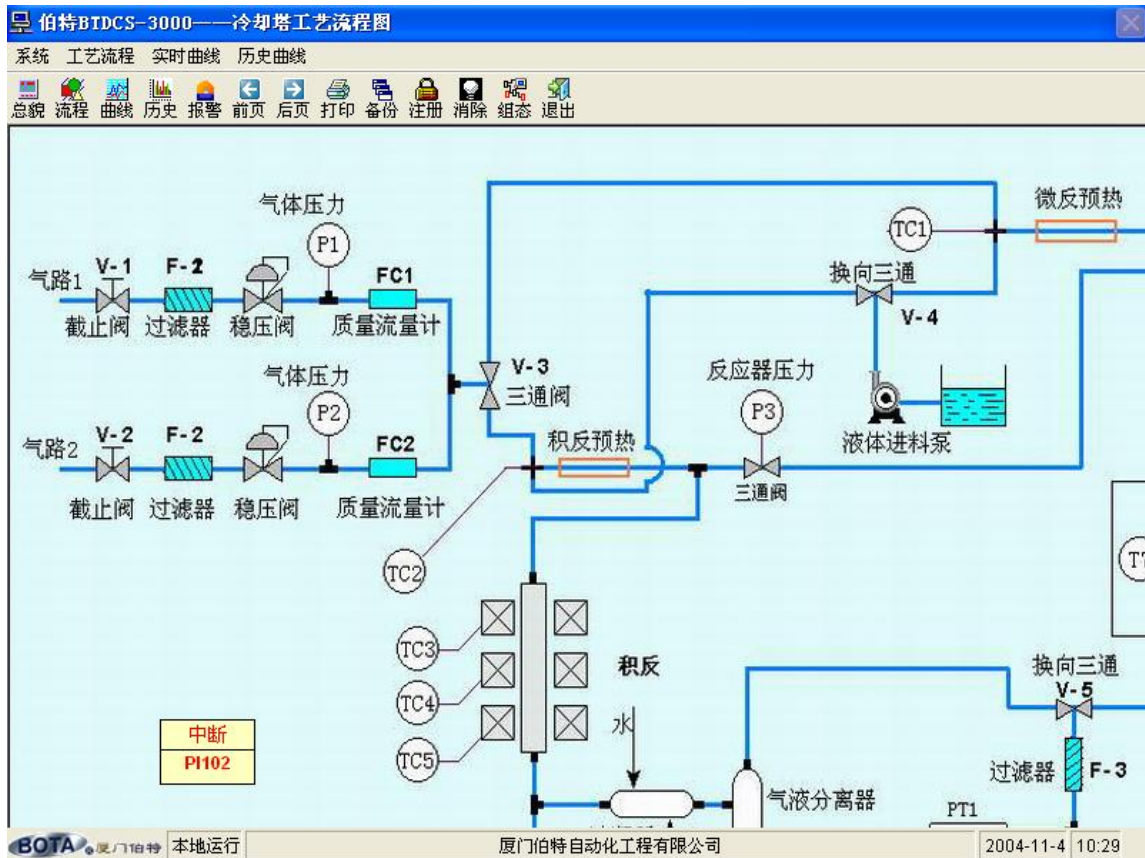 伯特BTDCS-3000——冷却塔工艺流程图
系统 工艺流程 实时曲线 历史曲线
总貌 流程 曲线 历史 报警 前页 后页 打印 备份 注册 消除 组态 退出
微反预热
气体压力
TC1
P1
V-1 F-2
FC1
换向三通
气路1
V-4
截止阀 过滤器 稳压阀 质量流量计
气体压力
V-3
三通阀
反应器压力
P2
P3
V-2 F-2
FC2
积反预热
液体进料泵
气路2
三通阀
截止阀 过滤器 稳压阀 质量流量计
TC2
TC3
积反
换向三通
V-5
TC4
水
中断
PI102
TC5
过滤器 F-3
气液分离器
PT1
BOTA 厦门伯特 本地运行 厦门伯特自动化工程有限公司 2004-11-4 10:29